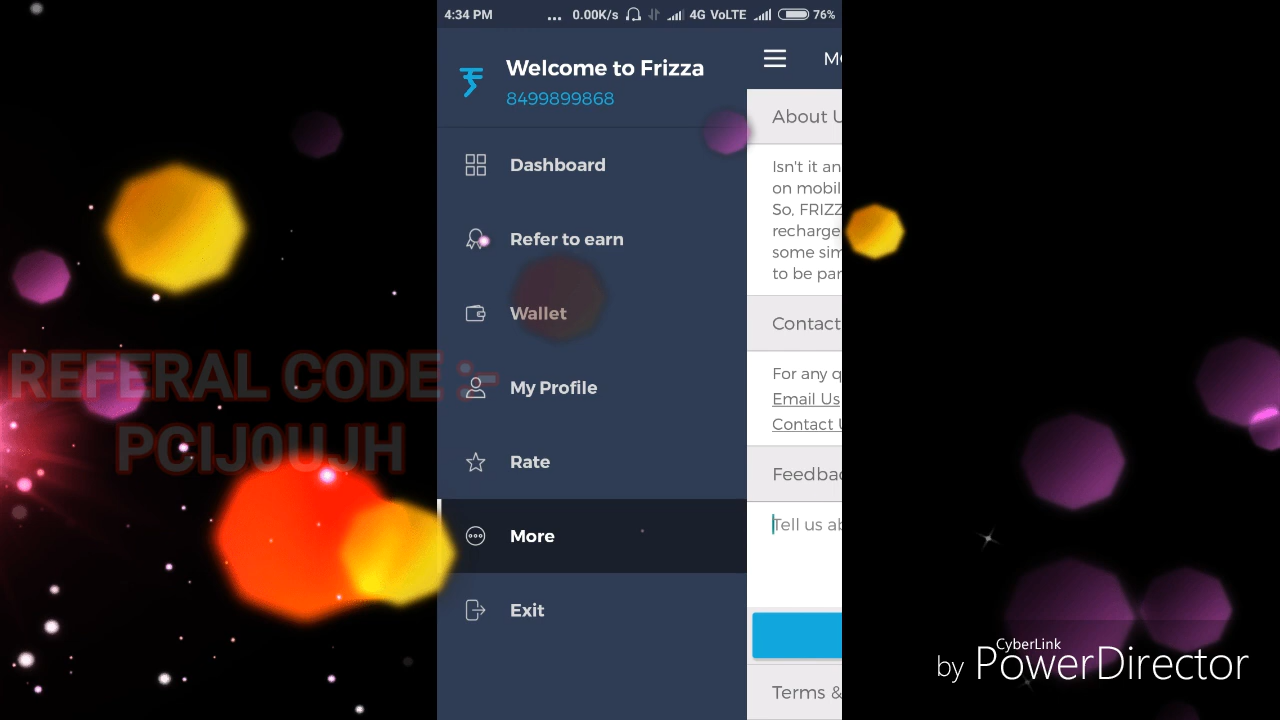 4:34 PM ... 0.00K/s 4G VoLTE 76%
Welcome to Frizza
8499899868
Dashboard
Refer to earn
Wallet
My Profile
Rate
More
Exit
About U
Isn't it an
on mobil
So, FRIZZ
recharge
some sim
to be par
Contact
For any q
Email Us
Contact U
Feedbac
Tell us ab
Terms &
REFERAL CODE :-
PCIJ0UJH
CyberLink
by PowerDirector